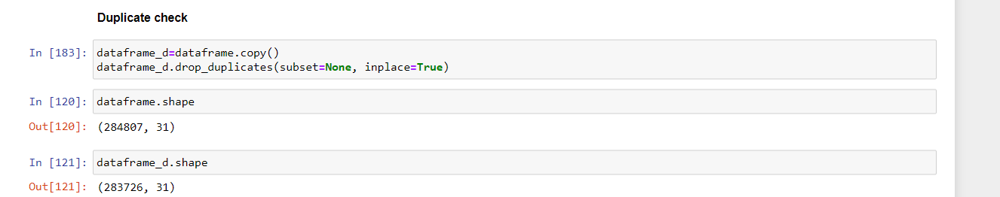 Duplicate check
In [183]: dataframe_d=dataframe.copy()
dataframe_d.drop_duplicates(subset=None, inplace=True)
In [120]: dataframe.shape
Out[120]: (284807, 31)
In [121]: dataframe_d.shape
Out[121]: (283726, 31)